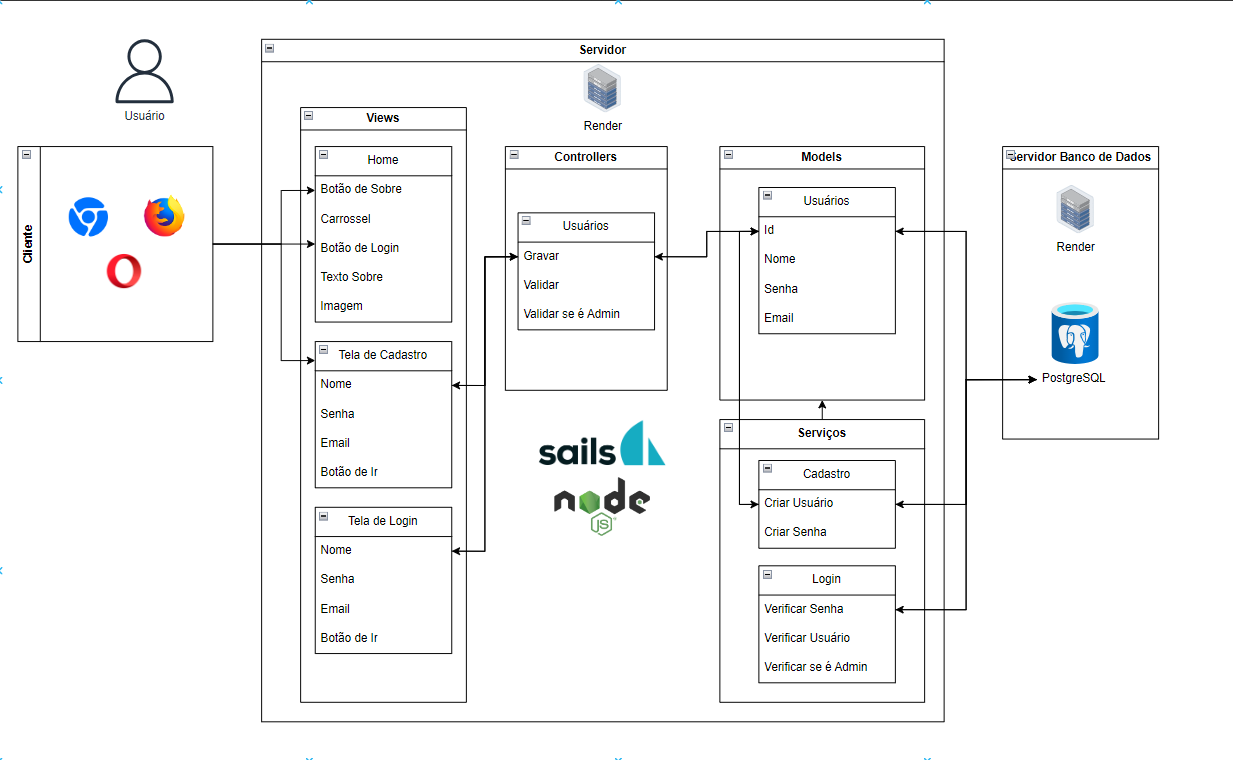 Usuário
Cliente
Servidor
Render
Views
Home
Botão de Sobre
Carrossel
Botão de Login
Texto Sobre
Imagem
Tela de Cadastro
Nome
Senha
Email
Botão de Ir
Tela de Login
Nome
Senha
Email
Botão de Ir
Controllers
Usuários
Gravar
Validar
Validar se é Admin
sails
node
JS
Models
Usuários
Id
Nome
Senha
Email
Serviços
Cadastro
Criar Usuário
Criar Senha
Login
Verificar Senha
Verificar Usuário
Verificar se é Admin
Servidor Banco de Dados
Render
PostgreSQL